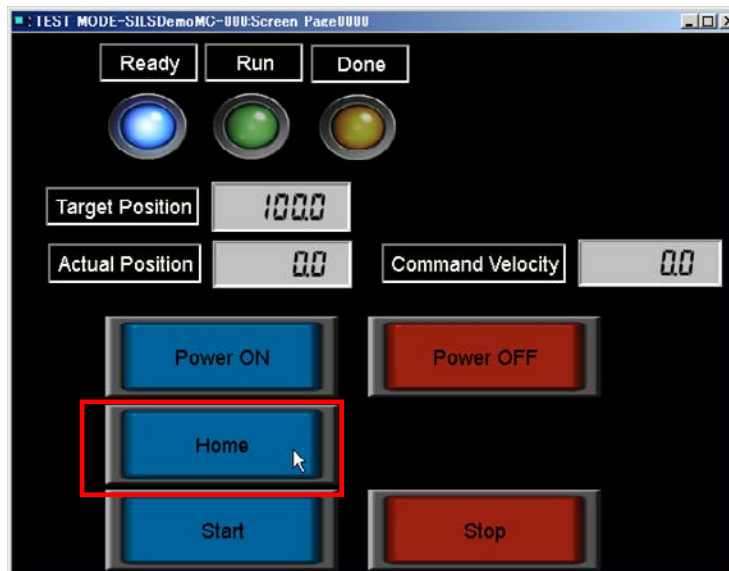 :TEST MODE-SILSDemoMC-000:Screen Page0000
Ready Run Done
Target Position 100.0
Actual Position 0.0 Command Velocity 0.0
Power ON Power OFF
Home
Start Stop